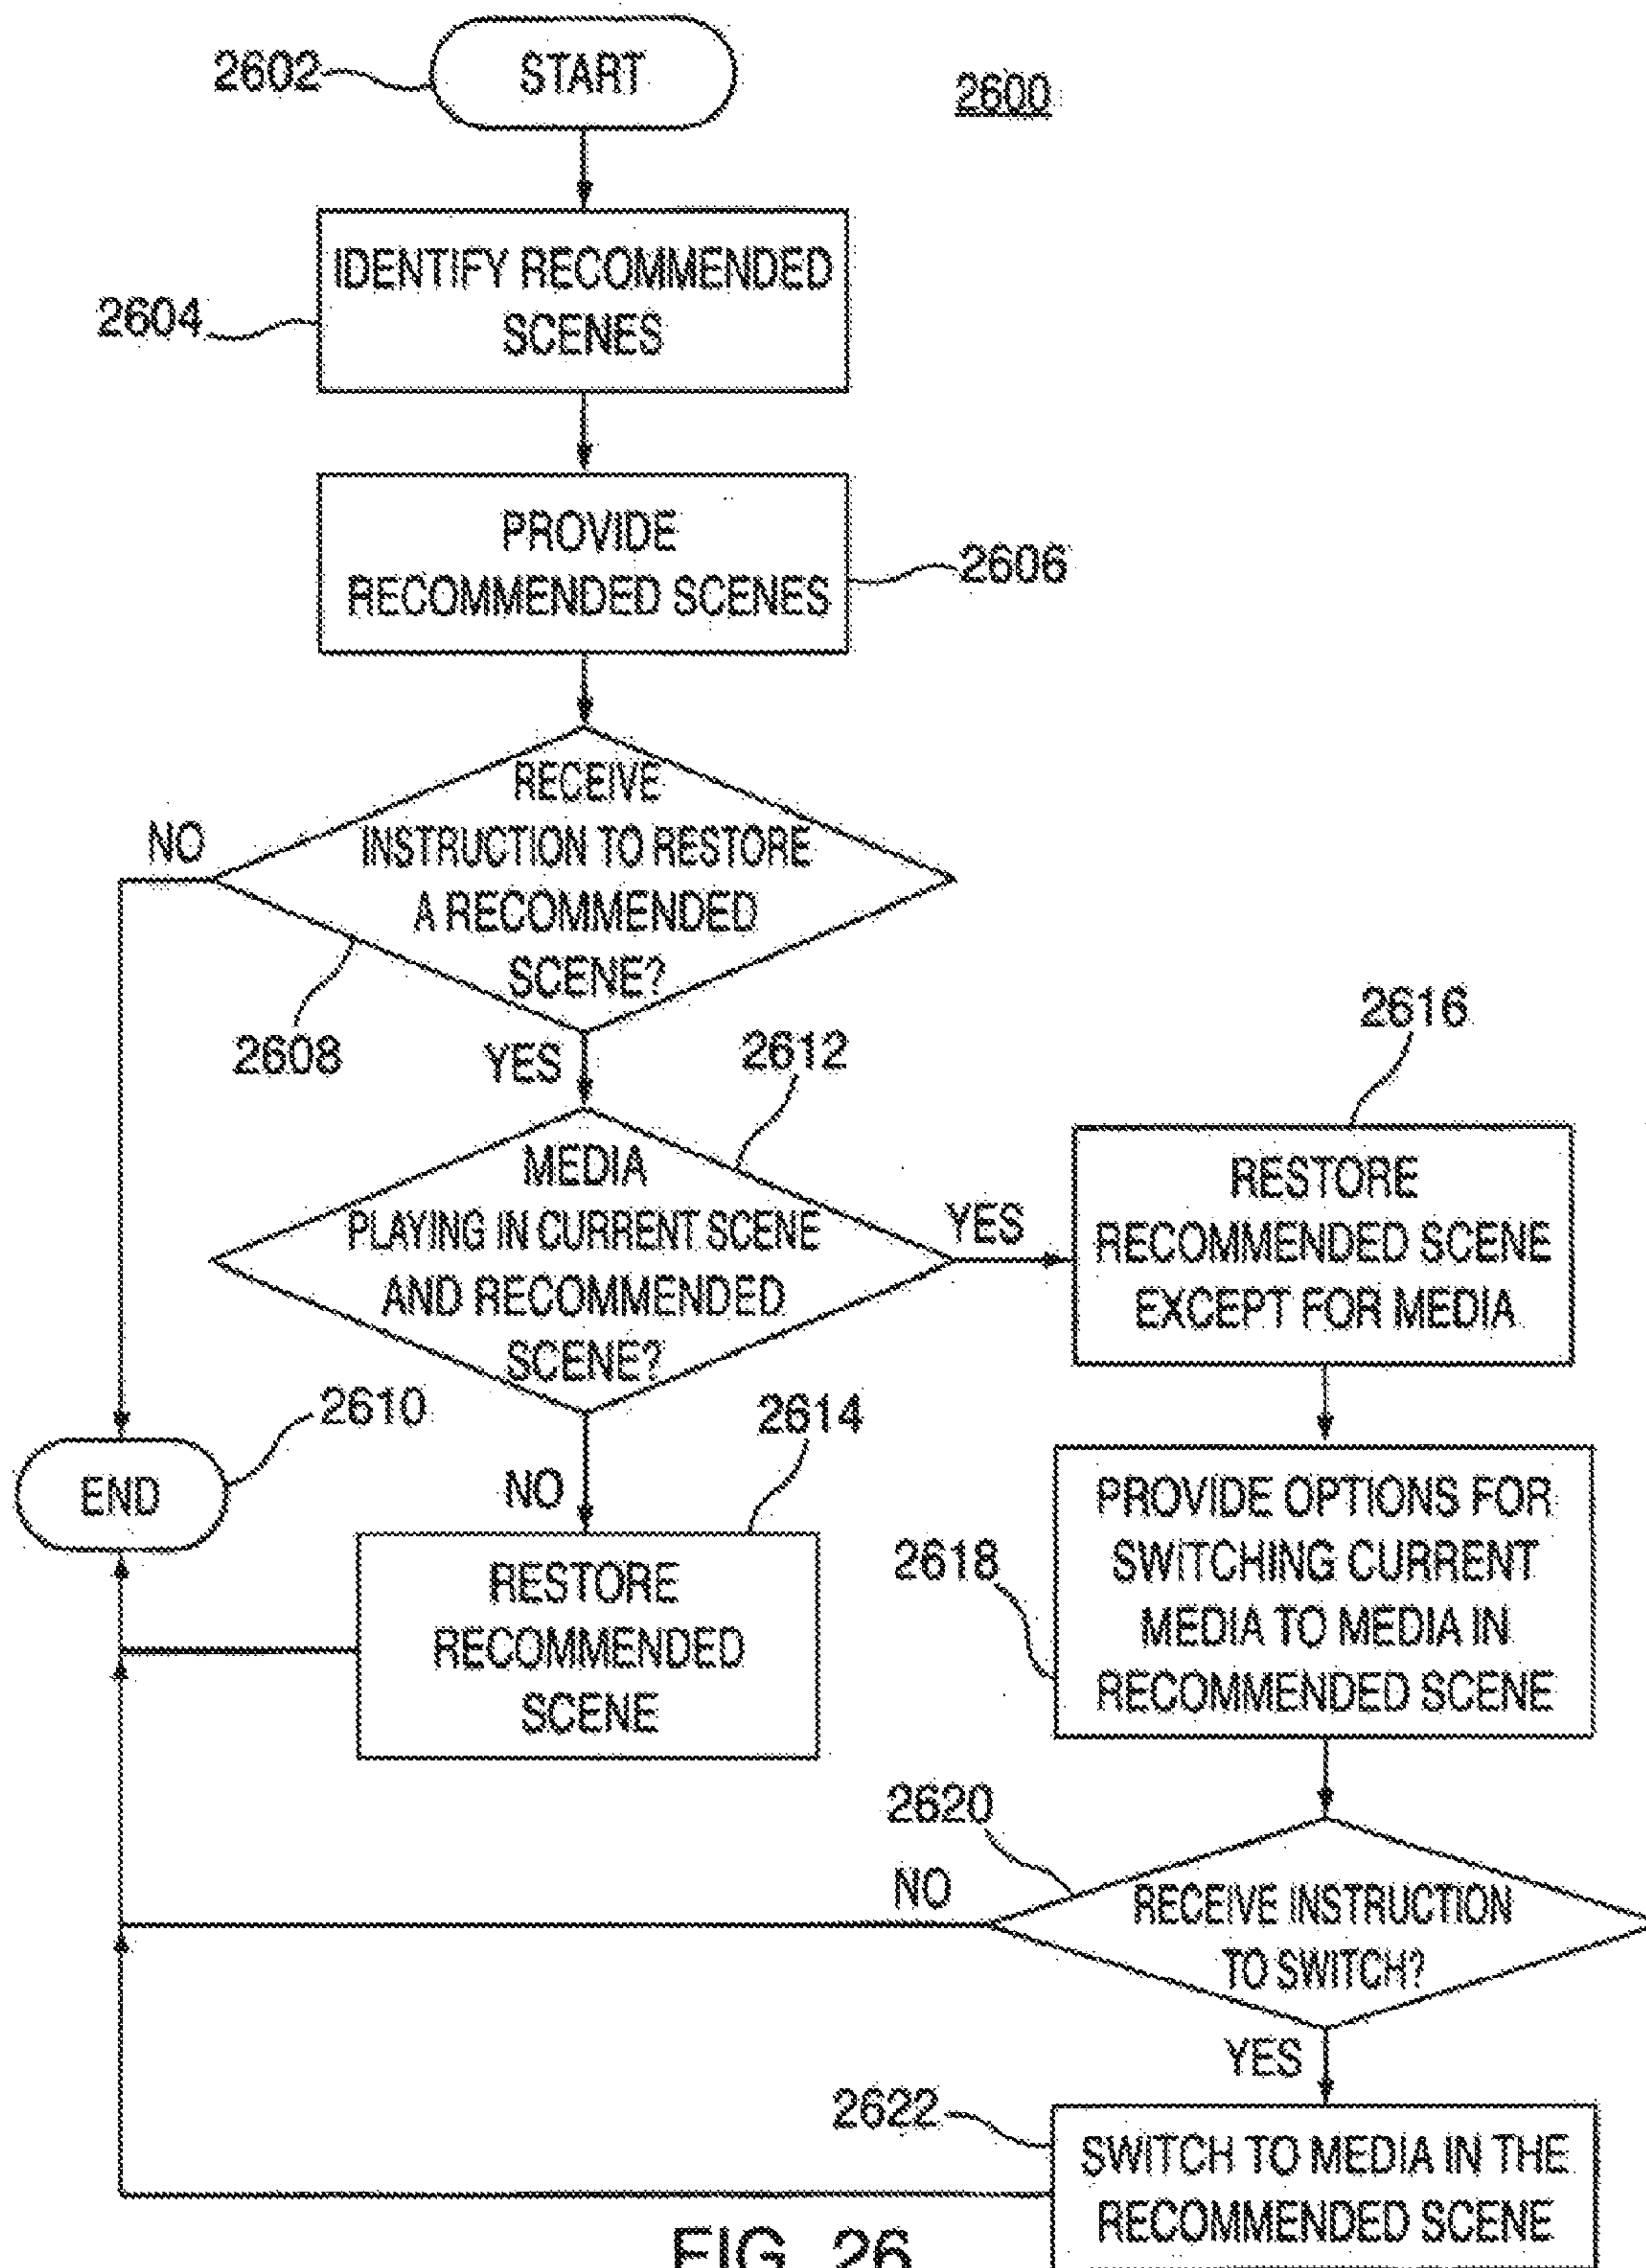 2602
START
2600
IDENTIFY RECOMMENDED
SCENES
2604
PROVIDE
RECOMMENDED SCENES
2606
RECEIVE
INSTRUCTION TO RESTORE
A RECOMMENDED
SCENE?
NO
2608
YES
2612
MEDIA
PLAYING IN CURRENT SCENE
AND RECOMMENDED
SCENE?
YES
2616
RESTORE
RECOMMENDED SCENE
EXCEPT FOR MEDIA
2610
END
NO
2614
RESTORE
RECOMMENDED
SCENE
2618
PROVIDE OPTIONS FOR
SWITCHING CURRENT
MEDIA TO MEDIA IN
RECOMMENDED SCENE
2620
NO
RECEIVE INSTRUCTION
TO SWITCH?
YES
2622
SWITCH TO MEDIA IN THE
RECOMMENDED SCENE
FIG. 26